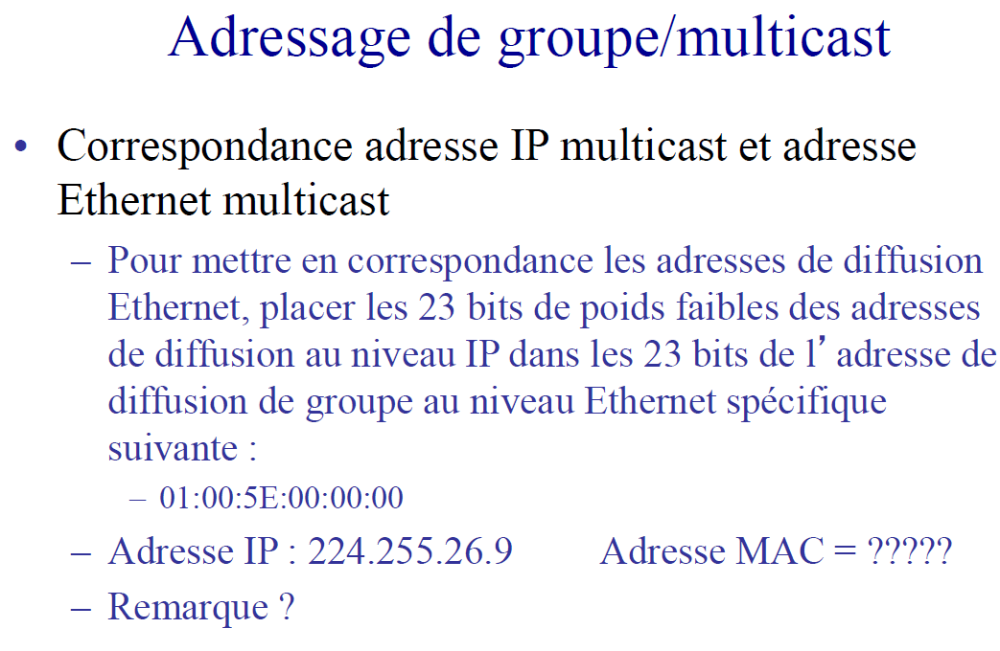 Adressage de groupe/multicast
• Correspondance adresse IP multicast et adresse
Ethernet multicast
– Pour mettre en correspondance les adresses de diffusion
Ethernet, placer les 23 bits de poids faibles des adresses
de diffusion au niveau IP dans les 23 bits de l’ adresse de
diffusion de groupe au niveau Ethernet spécifique
suivante :
– 01:00:5E:00:00:00
– Adresse IP : 224.255.26.9 Adresse MAC = ?????
– Remarque ?